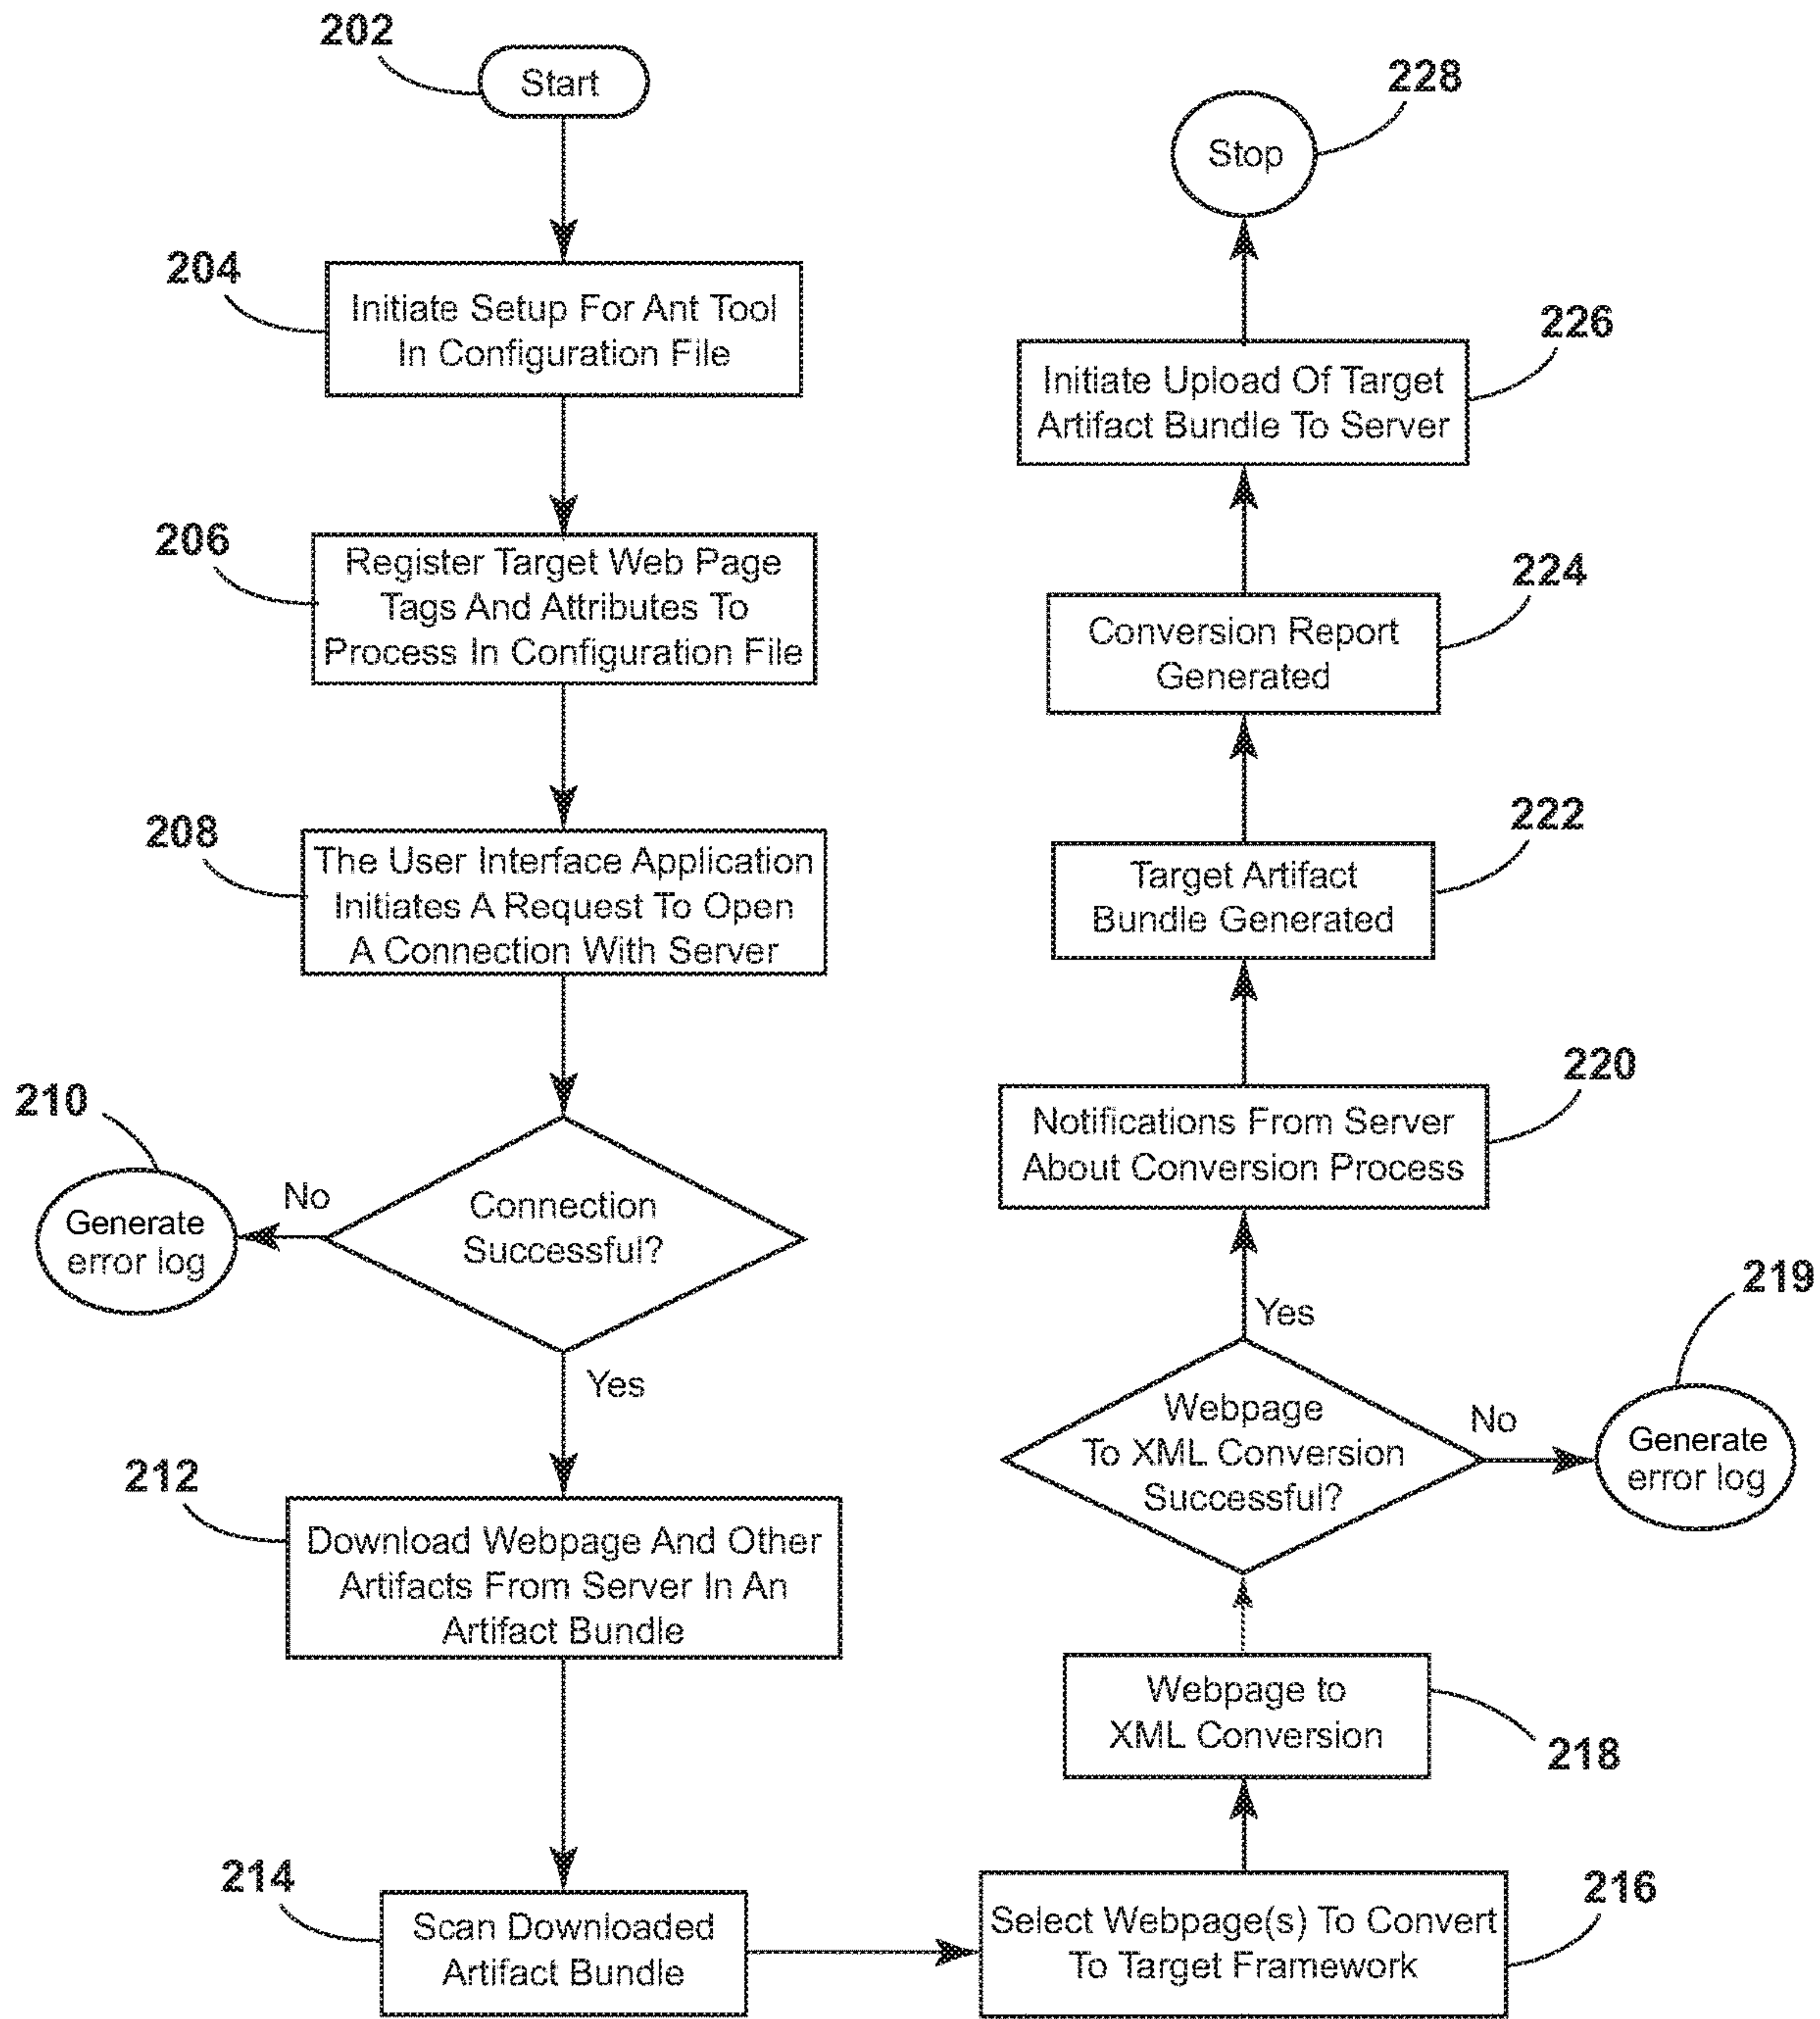 202
Start
204
Initiate Setup For Ant Tool
In Configuration File
206
Register Target Web Page
Tags And Attributes To
Process In Configuration File
208
The User Interface Application
Initiates A Request To Open
A Connection With Server
210
Generate
error log
No
Connection
Successful?
Yes
212
Download Webpage And Other
Artifacts From Server In An
Artifact Bundle
214
Scan Downloaded
Artifact Bundle
216
Select Webpage(s) To Convert
To Target Framework
218
Webpage to
XML Conversion
Webpage
To XML Conversion
Successful?
No
219
Generate
error log
Yes
220
Notifications From Server
About Conversion Process
222
Target Artifact
Bundle Generated
224
Conversion Report
Generated
226
Initiate Upload Of Target
Artifact Bundle To Server
228
Stop